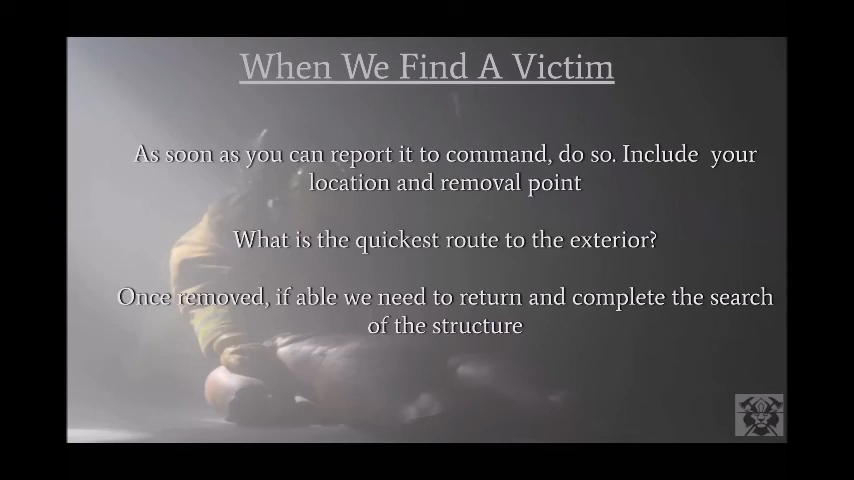 When We Find A Victim
As soon as you can report it to command, do so. Include  your
location and removal point
What is the quickest route to the exterior?
Once removed, if able we need to return and complete the search
of the structure